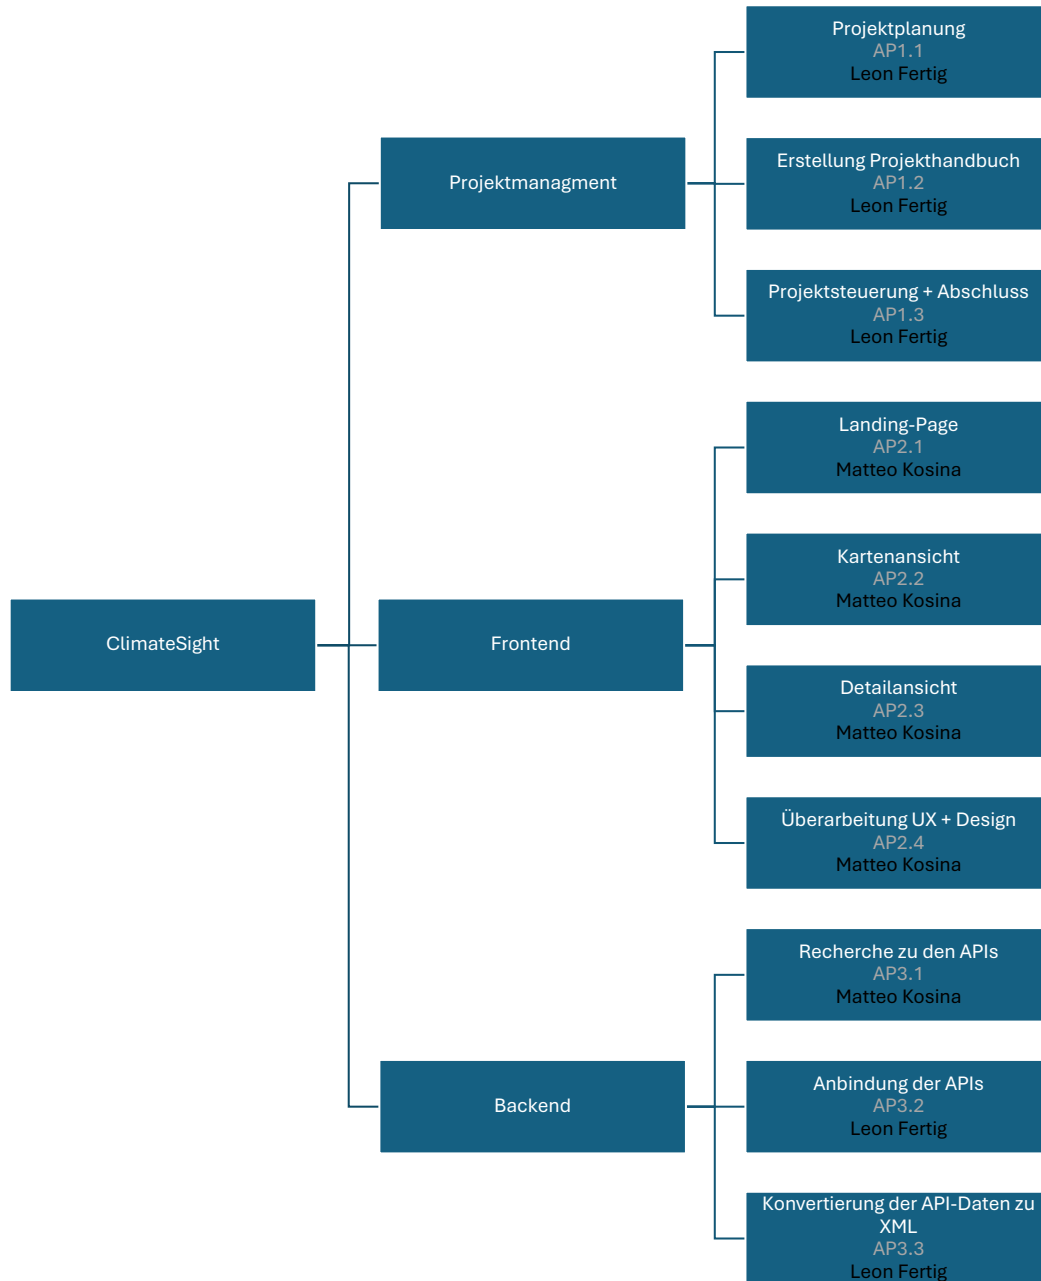 Projektplanung
AP1.1
Leon Fertig
Projektmanagment
Erstellung Projekthandbuch
AP1.2
Leon Fertig
Projektsteuerung + Abschluss
AP1.3
Leon Fertig
Landing-Page
AP2.1
Matteo Kosina
Kartenansicht
AP2.2
Matteo Kosina
ClimateSight
Frontend
Detailansicht
AP2.3
Matteo Kosina
Überarbeitung UX + Design
AP2.4
Matteo Kosina
Recherche zu den APIs
AP3.1
Matteo Kosina
Backend
Anbindung der APIs
AP3.2
Leon Fertig
Konvertierung der API-Daten zu
XML
AP3.3
Leon Fertig